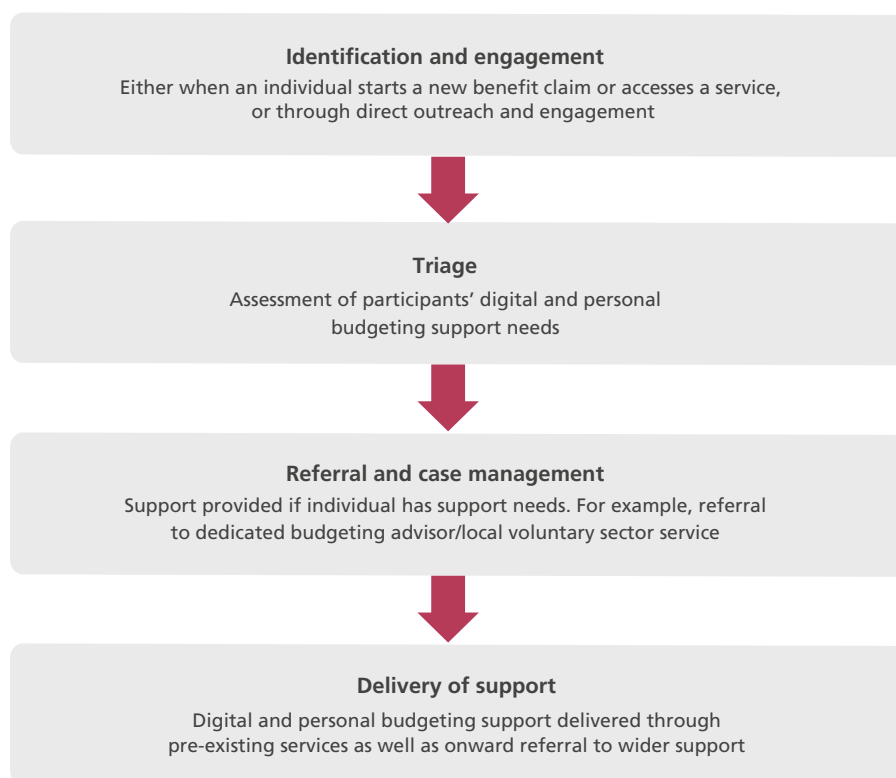 Identification and engagement
Either when an individual starts a new benefit claim or accesses a service,
or through direct outreach and engagement
Triage
Assessment of participants’ digital and personal
budgeting support needs
Referral and case management
Support provided if individual has support needs. For example, referral
to dedicated budgeting advisor/local voluntary sector service
Delivery of support
Digital and personal budgeting support delivered through
pre-existing services as well as onward referral to wider support